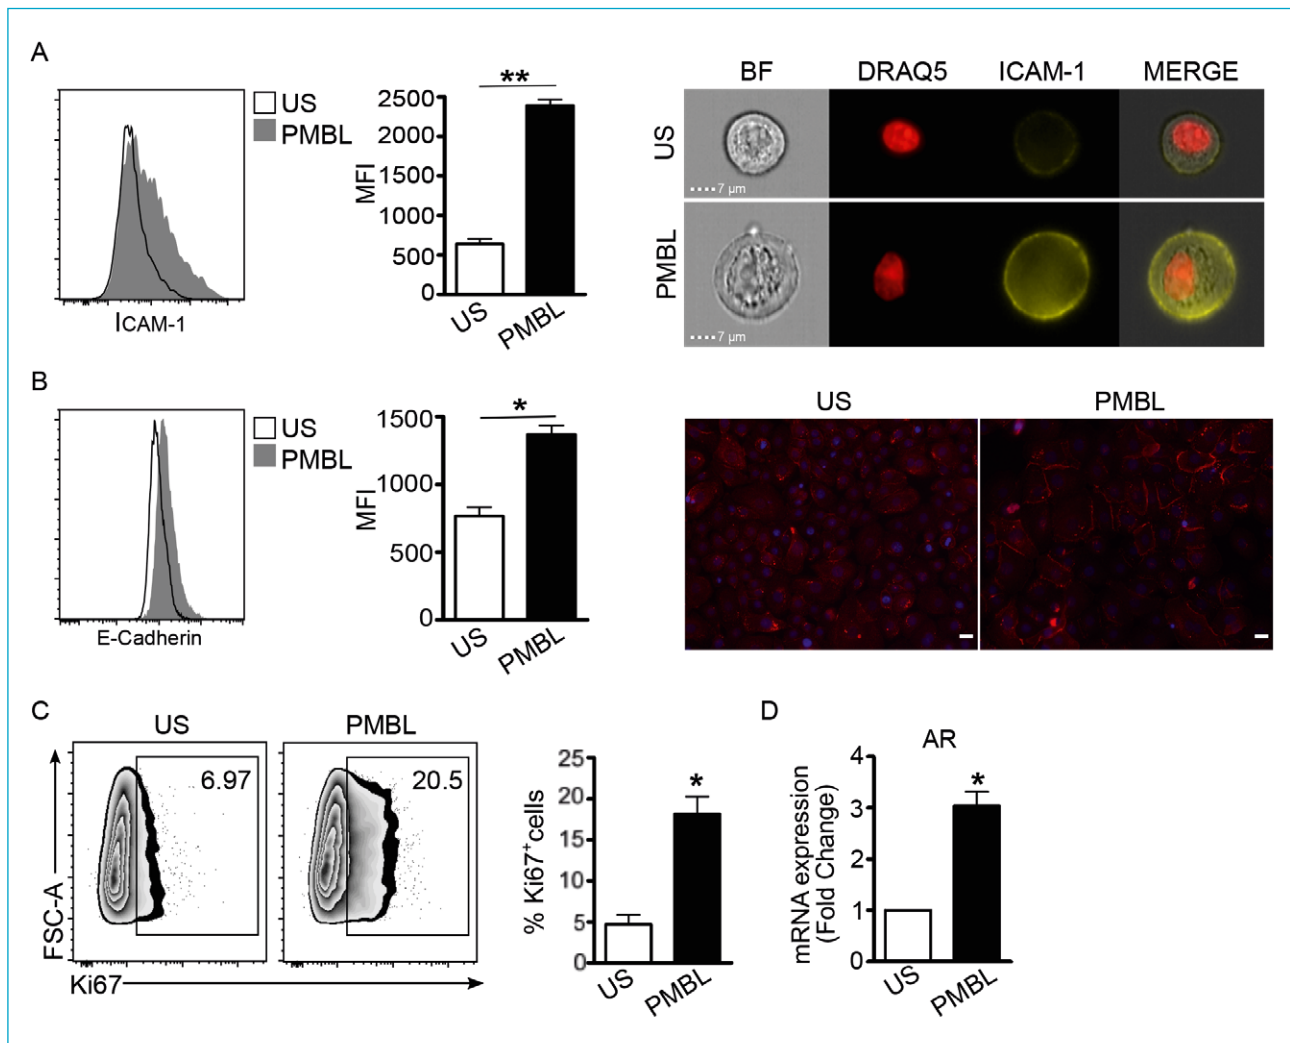 A
US
PMBL
ICAM-1
**
MFI
2500
2000
1500
1000
500
0
US
PMBL
BF
DRAQ5
ICAM-1
MERGE
US
7 µm
PMBL
7 µm
B
US
PMBL
E-Cadherin
*
MFI
1500
1000
500
0
US
PMBL
US
PMBL
C
US
PMBL
6.97
20.5
FSC-A
Ki67
% Ki67+cells
25
20
15
10
5
0
*
US
PMBL
D
AR
mRNA expression
(Fold Change)
4
3
2
1
0
*
US
PMBL